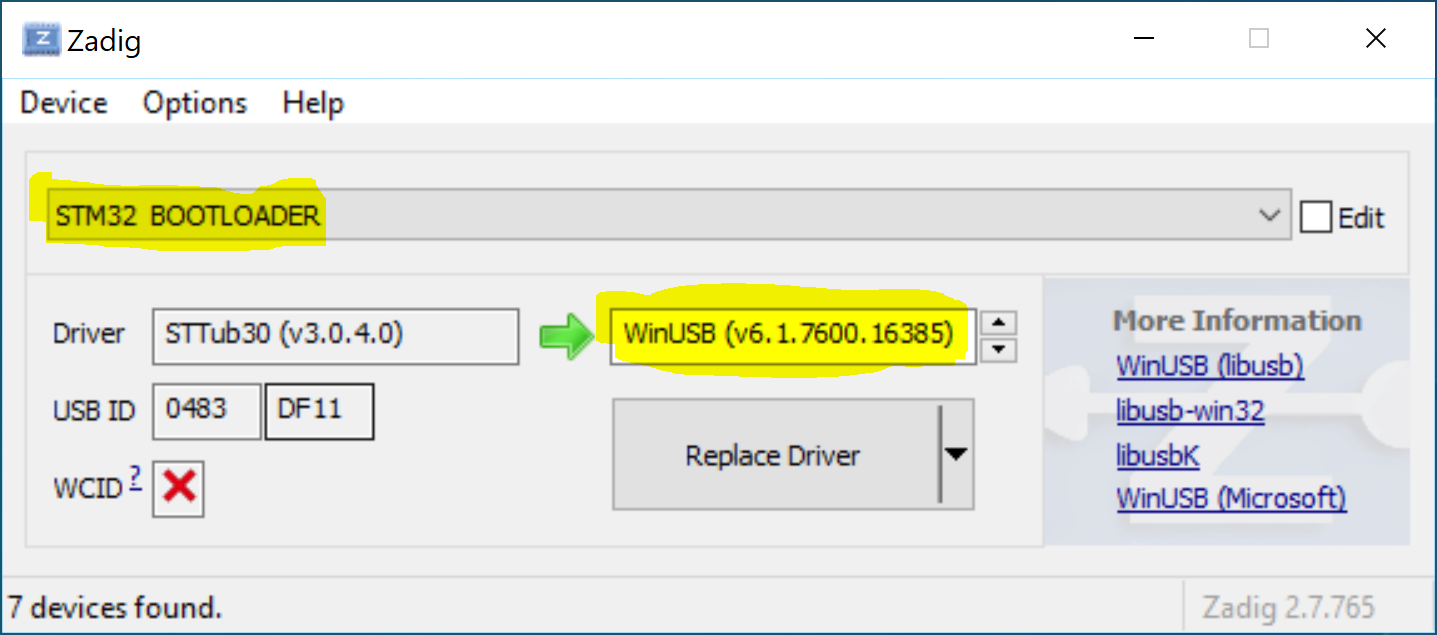 Zadig
Device Options Help
STM32 BOOTLOADER
Edit
Driver STTub30 (v3.0.4.0) WinUSB (v6.1.7600.16385)
USB ID 0483 DF11
WCID ?
Replace Driver
More Information
WinUSB (libusb)
libusb-win32
libusbK
WinUSB (Microsoft)
7 devices found.
Zadig 2.7.765